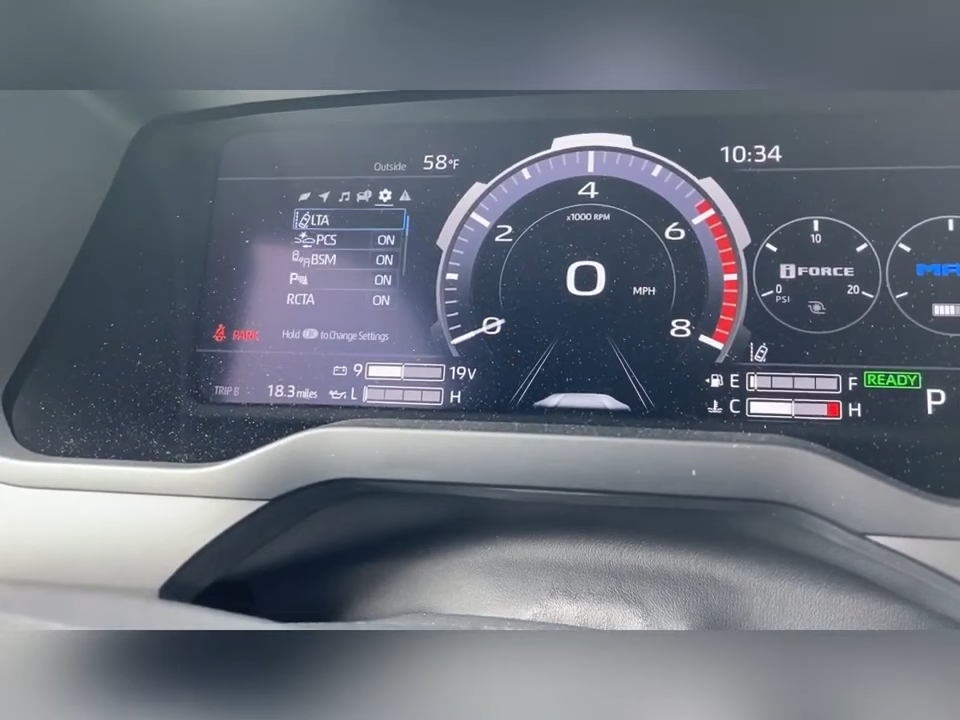 Outside 58°F
10:34
LTA
PCS ON
BSM ON
ON
RCTA ON
PARK
Hold OK to Change Settings
9 19V
TRIP B 18.3 miles
L H
0 2 4 6 8
x1000 RPM
0 MPH
0 10 20
PSI
iFORCE
E F
C H
READY
P